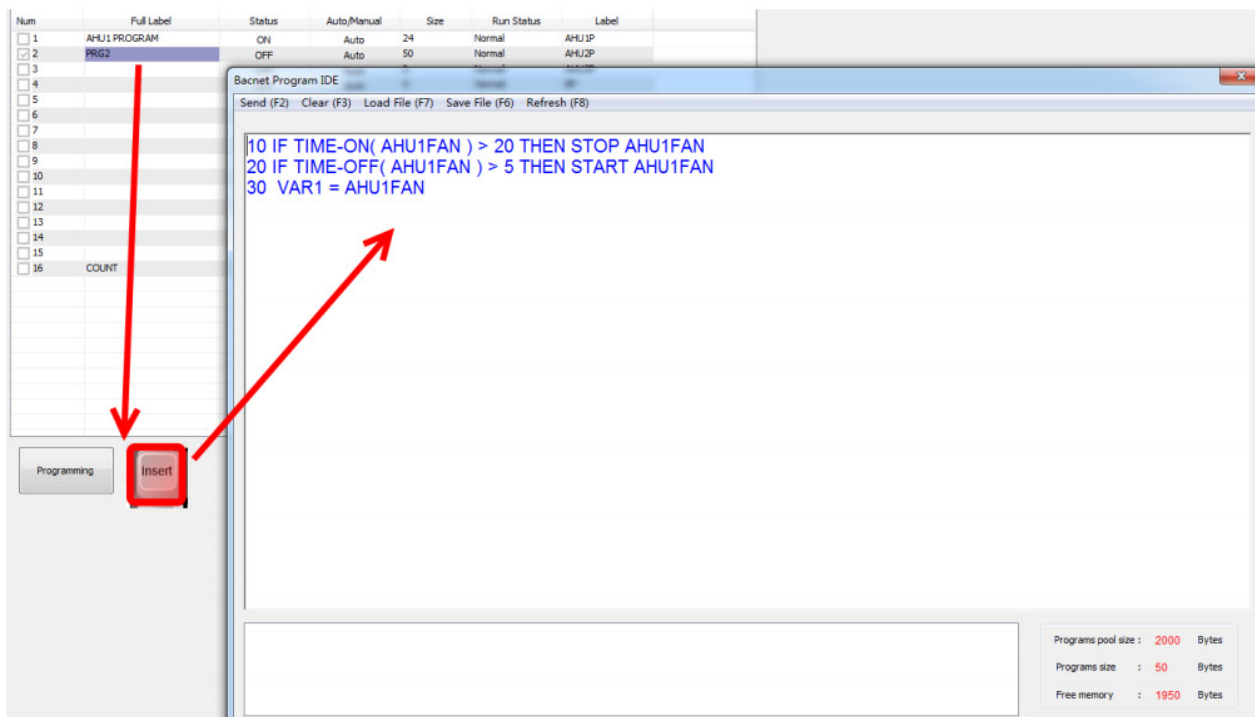 Num Full Label Status Auto/Manual Size Run Status Label
1 AHU1 PROGRAM ON Auto 24 Normal AHU1P
2 PRG2 OFF Auto 50 Normal AHU2P
3
4
5
6
7
8
9
10
11
12
13
14
15
16 COUNT
Bacnet Program IDE
Send (F2) Clear (F3) Load File (F7) Save File (F6) Refresh (F8)
10 IF TIME-ON( AHU1FAN ) > 20 THEN STOP AHU1FAN
20 IF TIME-OFF( AHU1FAN ) > 5 THEN START AHU1FAN
30 VAR1 = AHU1FAN
Programming Insert
Programs pool size : 2000 Bytes
Programs size : 50 Bytes
Free memory : 1950 Bytes